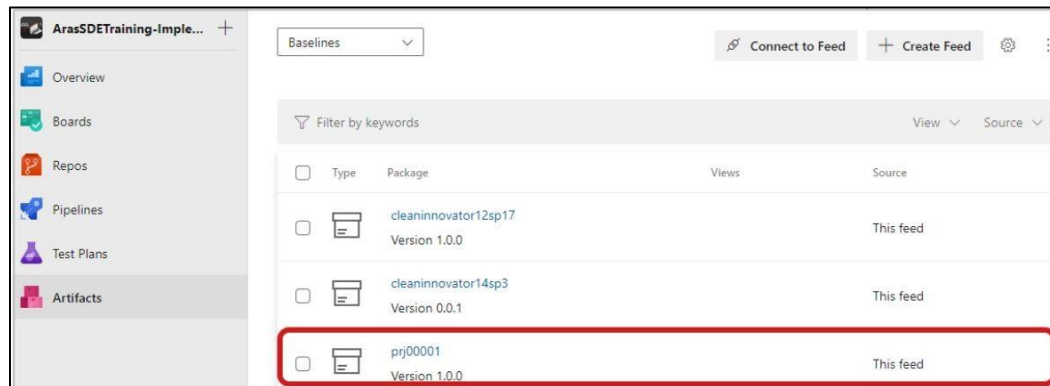 ArasSDETraining-Imple...
Overview
Boards
Repos
Pipelines
Test Plans
Artifacts
Baselines
Connect to Feed
Create Feed
Filter by keywords
View
Source
Type Package Views Source
cleaninnovator12sp17
Version 1.0.0
This feed
cleaninnovator14sp3
Version 0.0.1
This feed
prj00001
Version 1.0.0
This feed